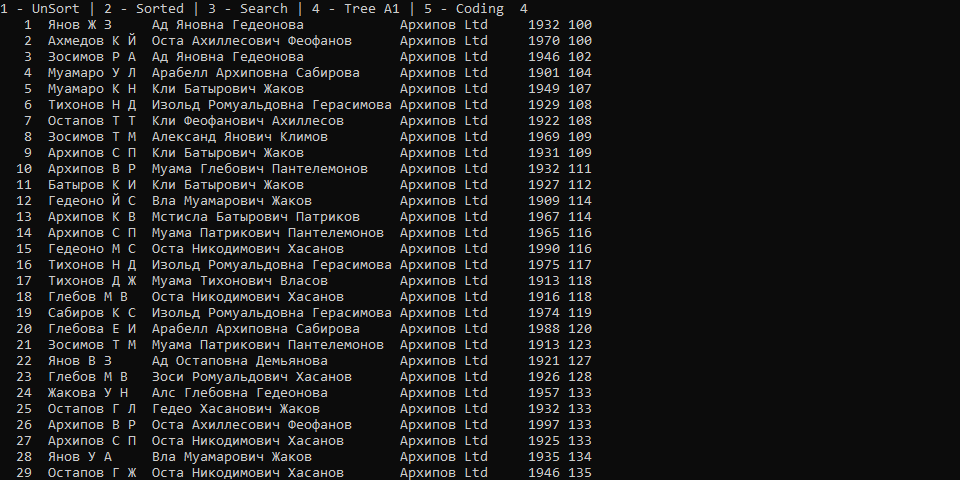 1 - UnSort | 2 - Sorted | 3 - Search | 4 - Tree A1 | 5 - Coding  4
1 Янов Ж З Ад Яновна Гедеонова Архипов Ltd 1932 100
2 Ахмедов К Й Оста Ахиллесович Феофанов Архипов Ltd 1970 100
3 Зосимов Р А Ад Яновна Гедеонова Архипов Ltd 1946 102
4 Муамаро У Л Арабелл Архиповна Сабирова Архипов Ltd 1901 104
5 Муамаро К Н Кли Батырович Жаков Архипов Ltd 1949 107
6 Тихонов Н Д Изольд Ромуальдовна Герасимова Архипов Ltd 1929 108
7 Остапов Т Т Кли Феофанович Ахиллесов Архипов Ltd 1922 108
8 Зосимов Т М Александ Янович Климов Архипов Ltd 1969 109
9 Архипов С П Кли Батырович Жаков Архипов Ltd 1931 109
10 Архипов В Р Муама Глебович Пантелемонов Архипов Ltd 1932 111
11 Батыров К И Кли Батырович Жаков Архипов Ltd 1927 112
12 Гедеоно Й С Вла Муамарович Жаков Архипов Ltd 1909 114
13 Архипов К В Мстисла Батырович Патриков Архипов Ltd 1967 114
14 Архипов С П Муама Патрикович Пантелемонов Архипов Ltd 1965 116
15 Гедеоно М С Оста Никодимович Хасанов Архипов Ltd 1990 116
16 Тихонов Н Д Изольд Ромуальдовна Герасимова Архипов Ltd 1975 117
17 Тихонов Д Ж Муама Тихонович Власов Архипов Ltd 1913 118
18 Глебов М В Оста Никодимович Хасанов Архипов Ltd 1916 118
19 Сабиров К С Изольд Ромуальдовна Герасимова Архипов Ltd 1974 119
20 Глебова Е И Арабелл Архиповна Сабирова Архипов Ltd 1988 120
21 Зосимов Т М Муама Патрикович Пантелемонов Архипов Ltd 1913 123
22 Янов В З Ад Остаповна Демьянова Архипов Ltd 1921 127
23 Глебов М В Зоси Ромуальдович Хасанов Архипов Ltd 1926 128
24 Жакова У Н Алс Глебовна Гедеонова Архипов Ltd 1957 133
25 Остапов Г Л Гедео Хасанович Жаков Архипов Ltd 1932 133
26 Архипов В Р Оста Ахиллесович Феофанов Архипов Ltd 1997 133
27 Архипов С П Оста Никодимович Хасанов Архипов Ltd 1925 133
28 Янов У А Вла Муамарович Жаков Архипов Ltd 1935 134
29 Остапов Г Ж Оста Никодимович Хасанов Архипов Ltd 1946 135